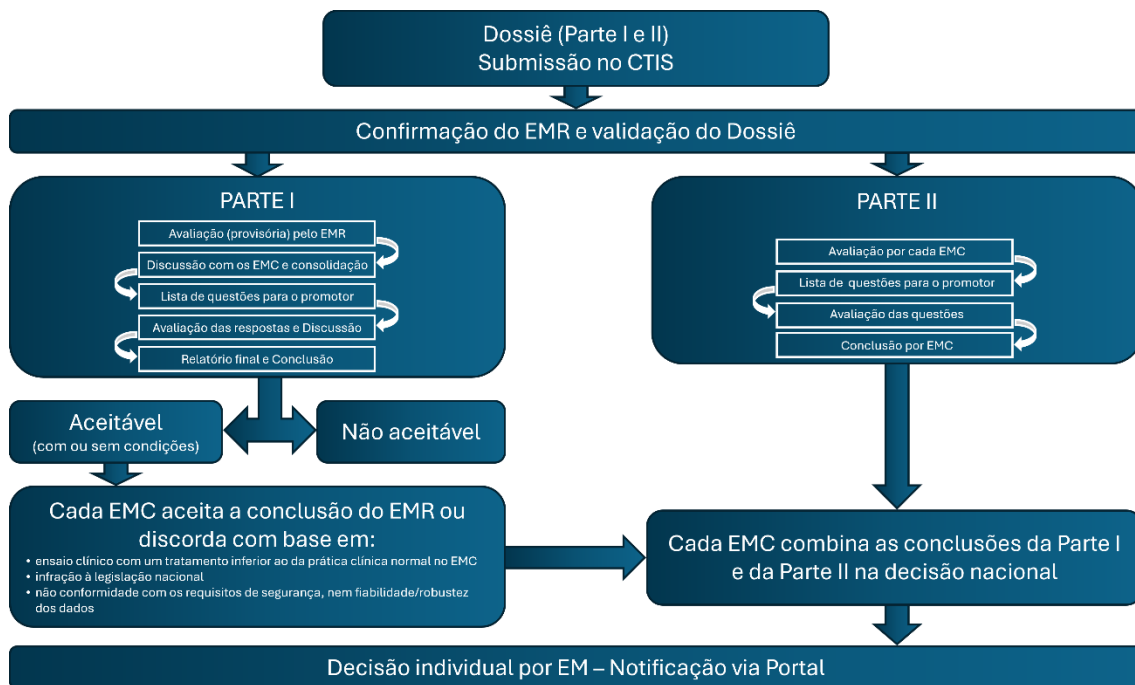 Dossiê (Parte I e II)
Submissão no CTIS
Confirmação do EMR e validação do Dossiê
PARTE I
Avaliação (provisória) pelo EMR
Discussão com os EMC e consolidação
Lista de questões para o promotor
Avaliação das respostas e Discussão
Relatório final e Conclusão
PARTE II
Avaliação por cada EMC
Lista de questões para o promotor
Avaliação das questões
Conclusão por EMC
Aceitável
(com ou sem condições)
Não aceitável
Cada EMC aceita a conclusão do EMR ou
discorda com base em:
• ensaio clínico com um tratamento inferior ao da prática clínica normal no EMC
• infração à legislação nacional
• não conformidade com os requisitos de segurança, nem fiabilidade/robustez
dos dados
Cada EMC combina as conclusões da Parte I
e da Parte II na decisão nacional
Decisão individual por EM – Notificação via Portal